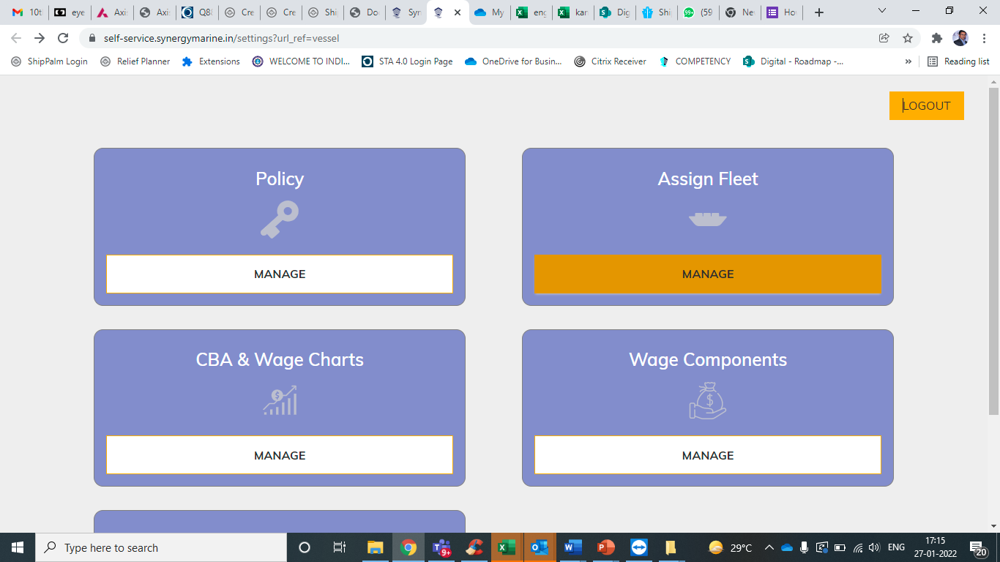 10t
eye
Axi
Axi
Q8
Cre
Cre
Shi
Do
Syn
My
eng
kar
Dig
Shi
99+
(59
Ne
Ho
self-service.synergymarine.in/settings?url_ref=vessel
ShipPalm Login
Relief Planner
Extensions
WELCOME TO INDI...
STA 4.0 Login Page
OneDrive for Busin...
Citrix Receiver
COMPETENCY
Digital - Roadmap -...
»
Reading list
LOGOUT
Policy
Assign Fleet
MANAGE
MANAGE
CBA & Wage Charts
Wage Components
MANAGE
MANAGE
Type here to search
9+
29°C
ENG
17:15
27-01-2022
20